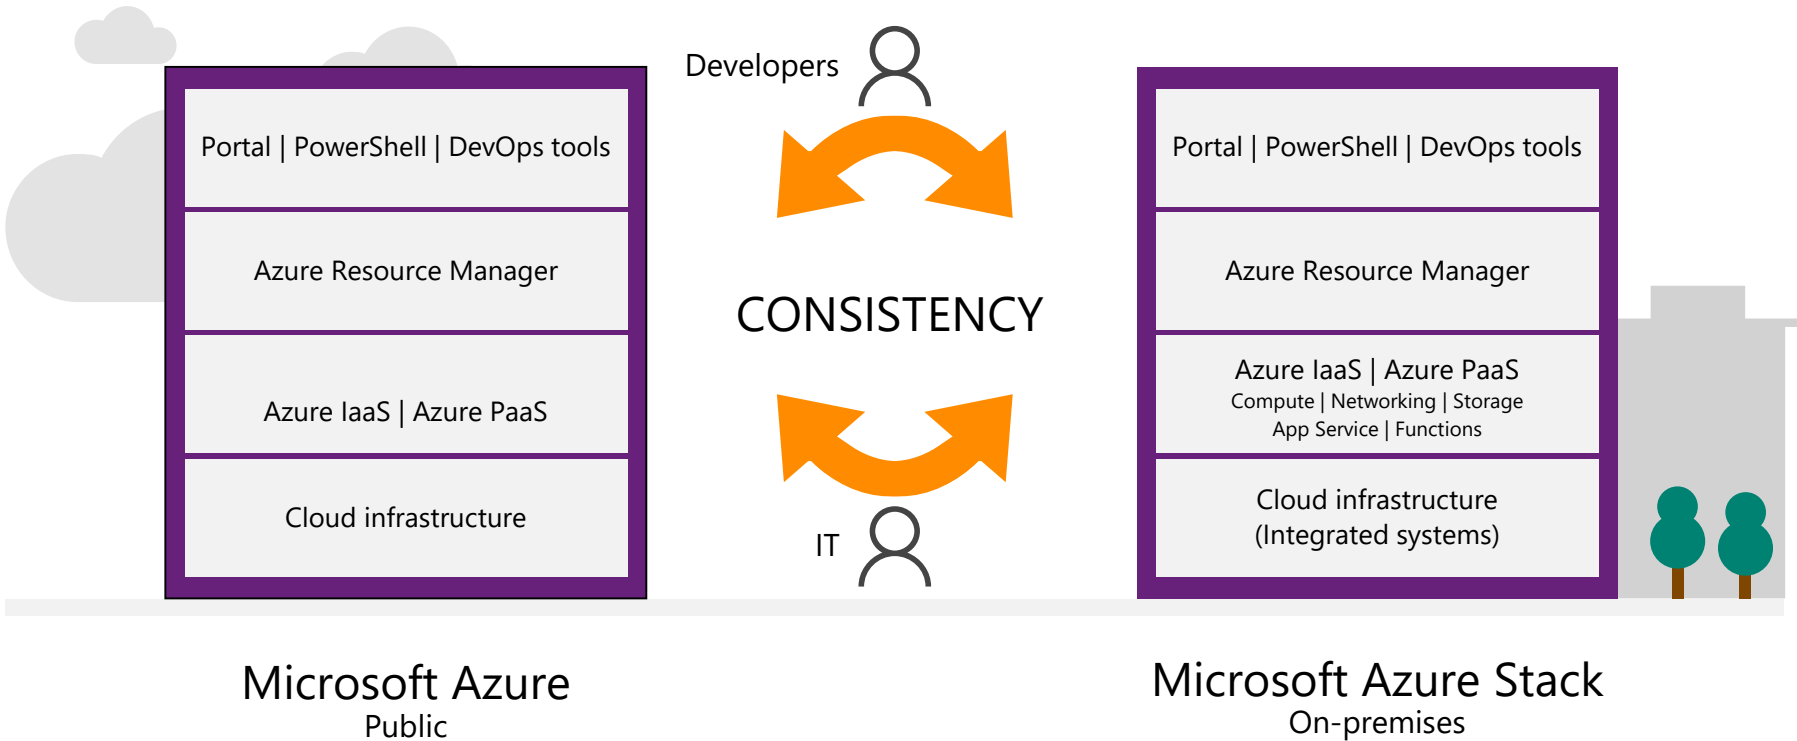 Developers
Portal | PowerShell | DevOps tools
Azure Resource Manager
Azure IaaS | Azure PaaS
Cloud infrastructure
CONSISTENCY
IT
Portal | PowerShell | DevOps tools
Azure Resource Manager
Azure IaaS | Azure PaaS
Compute | Networking | Storage
App Service | Functions
Cloud infrastructure
(Integrated systems)
Microsoft Azure
Public
Microsoft Azure Stack
On-premises